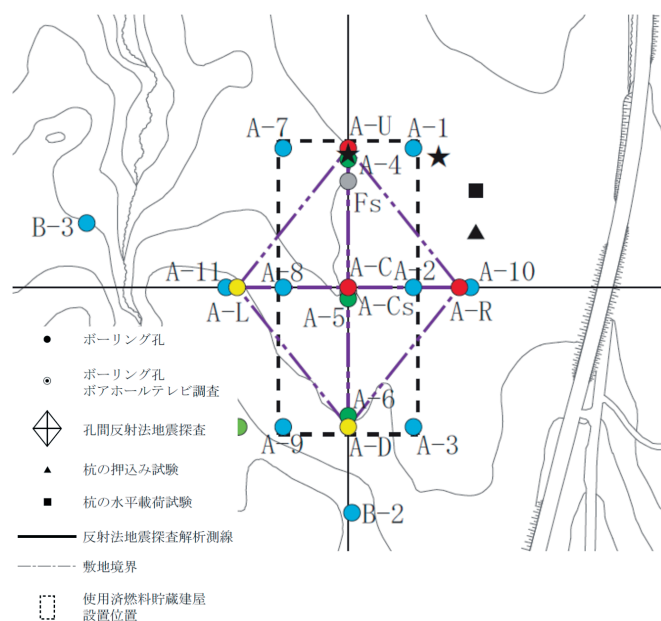 A-U
A-7
A-1
A-4
Fs
B-3
A-11
A-8
A-C
A-2
A-10
A-L
A-5
A-Cs
A-R
A-6
A-9
A-D
A-3
B-2
ボーリング孔
ボーリング孔
ボアホールテレビ調査
孔間反射法地震探査
杭の押込み試験
杭の水平載荷試験
反射法地震探査解析測線
敷地境界
使用済燃料貯蔵建屋
設置位置